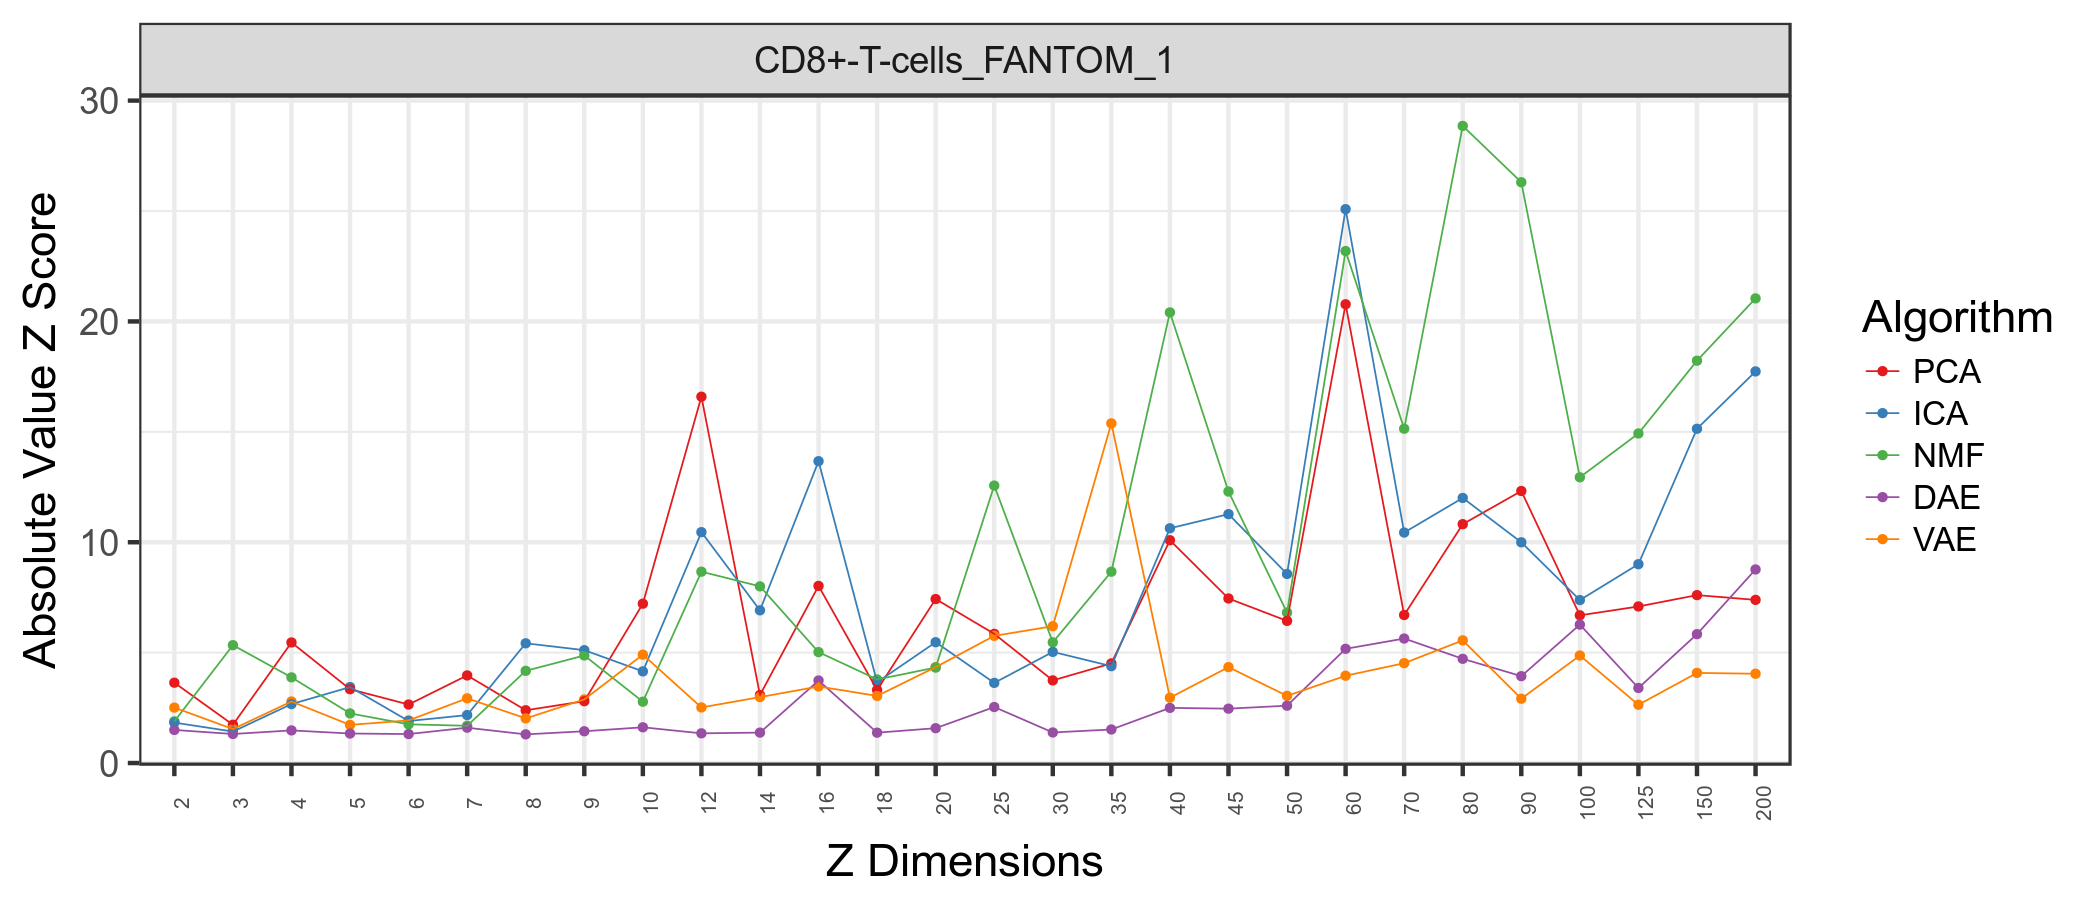 CD8+-T-cells_FANTOM_1
Absolute Value Z Score
30
20
10
0
2 3 4 5 6 7 8 9 10 12 14 16 18 20 25 30 35 40 45 50 60 70 80 90 100 125 150 200
Z Dimensions
Algorithm
PCA
ICA
NMF
DAE
VAE